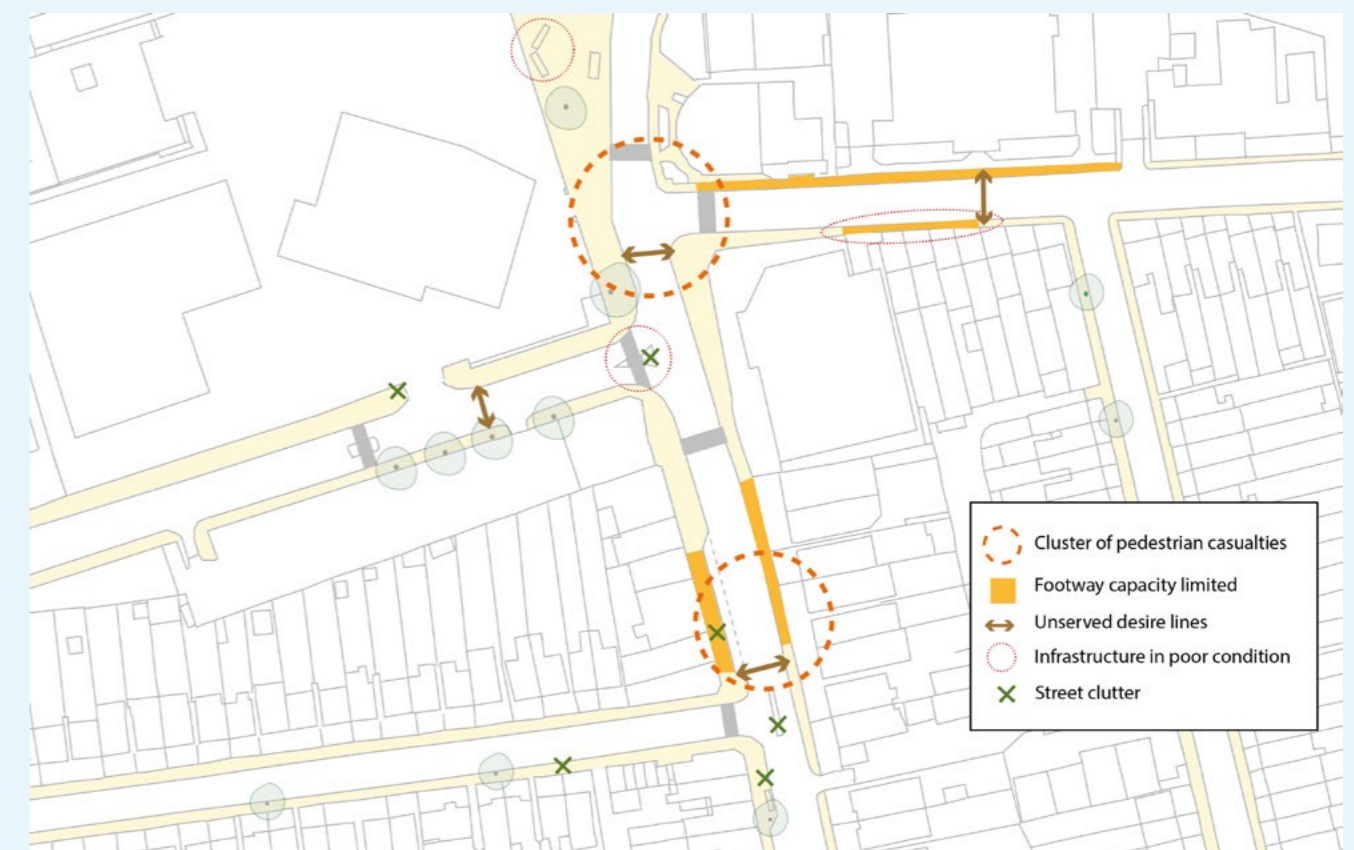 Cluster of pedestrian casualties
Footway capacity limited
Unserved desire lines
Infrastructure in poor condition
Street clutter